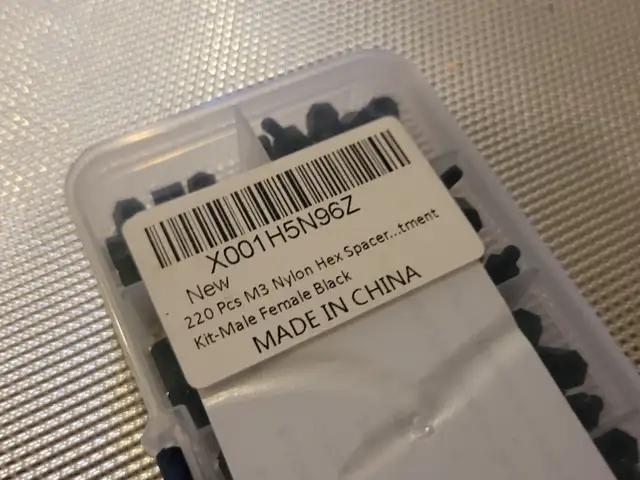 X001H5N96Z
New
220 Pcs M3 Nylon Hex Spacer...tment
Kit-Male Female Black
MADE IN CHINA